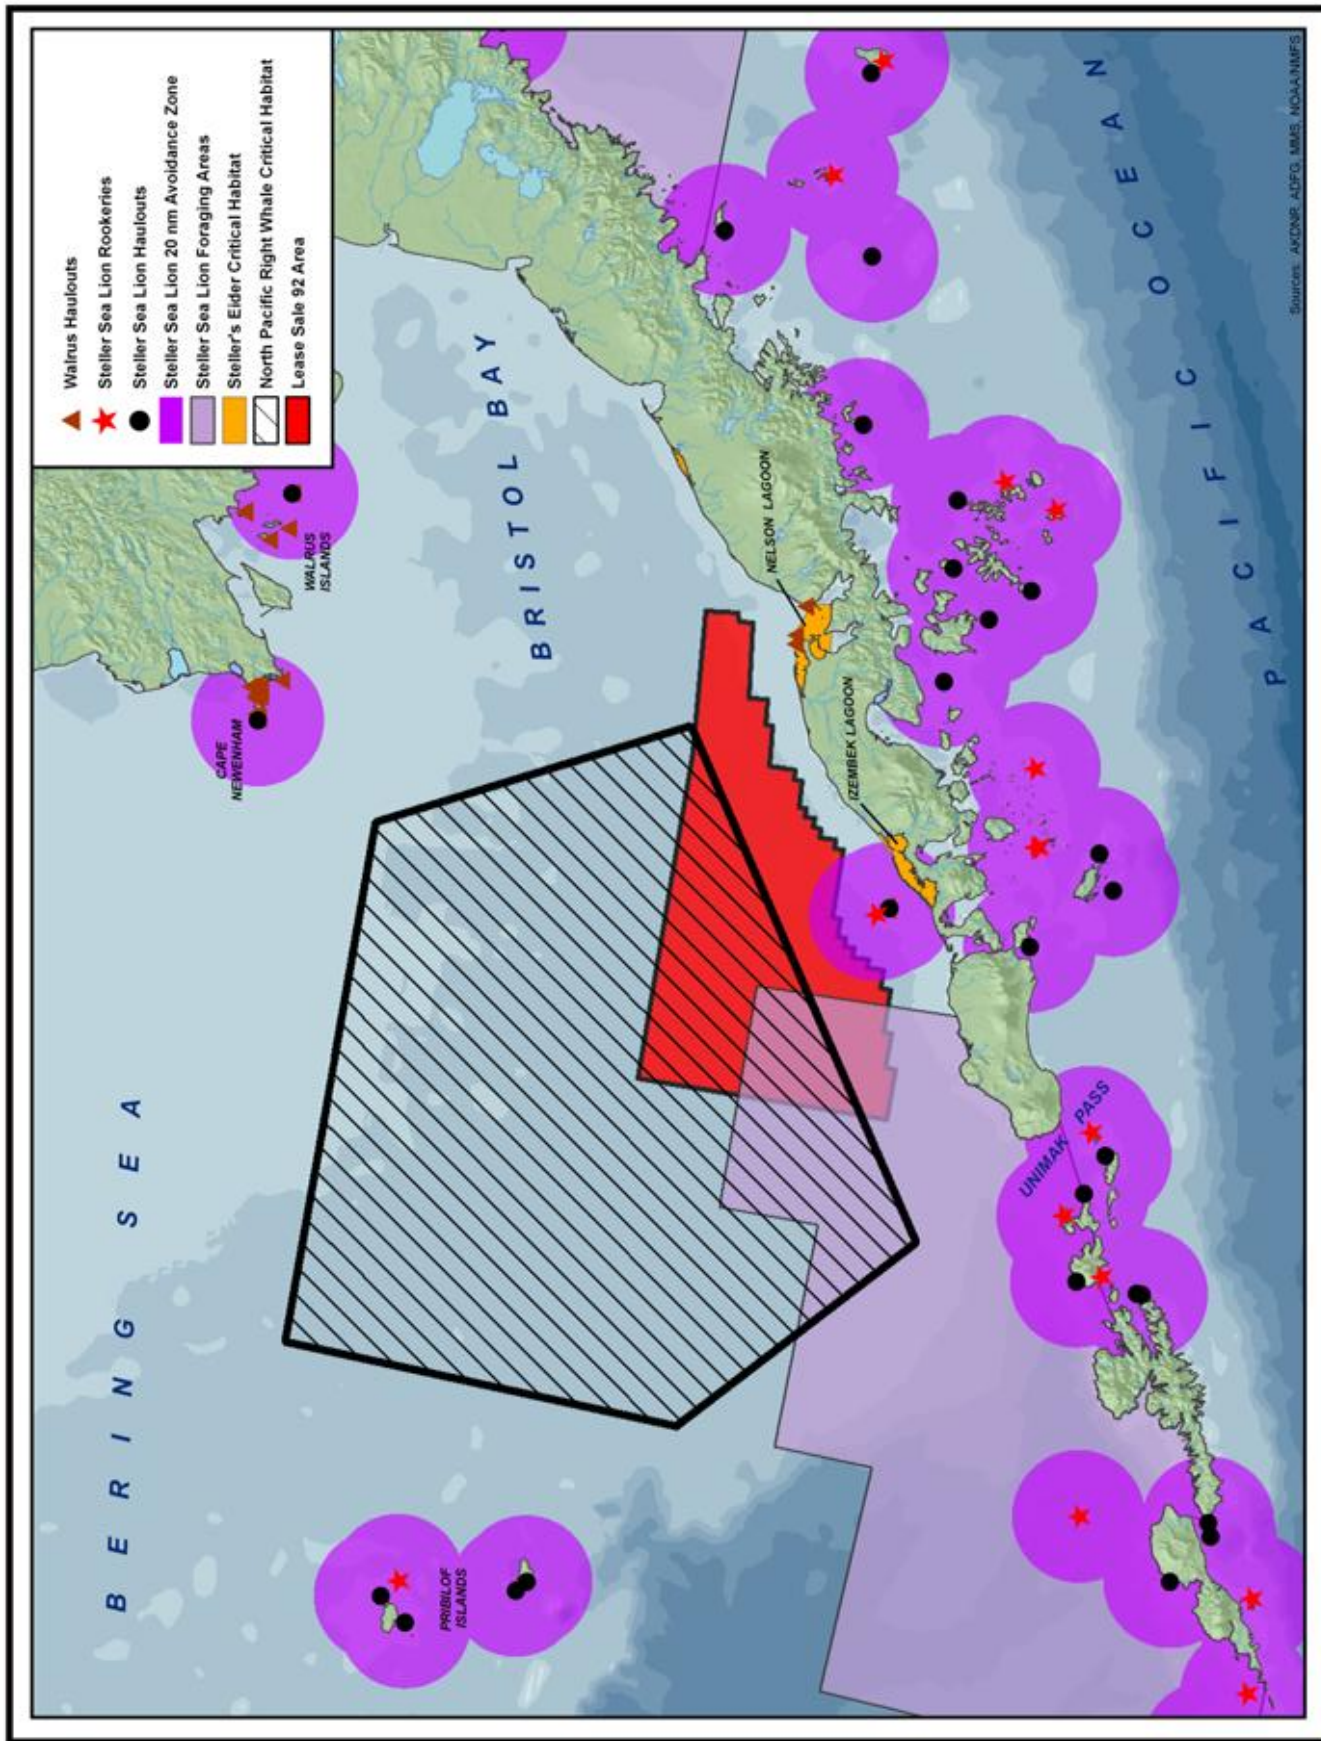 Walrus Haulouts
Steller Sea Lion Rookeries
Steller Sea Lion Haulouts
Steller Sea Lion 20 nm Avoidance Zone
Steller Sea Lion Foraging Areas
Steller's Eider Critical Habitat
North Pacific Right Whale Critical Habitat
Lease Sale 92 Area
BERING SEA
PRIBILOF
ISLANDS
CAPE
NEWENHAM
WALRUS
ISLANDS
BRISTOL BAY
NELSON LAGOON
IZEMBEK LAGOON
UNIMAK PASS
PACIFIC OCEAN
Sources: AKDNR, ADFG, MMS, NOAA/NMFS